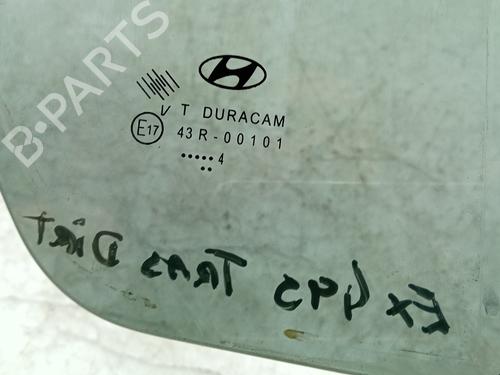 B-PARTS
T DURACAM
E17 43R-00101
..... 4
..
EX 495 TRAS DIRT